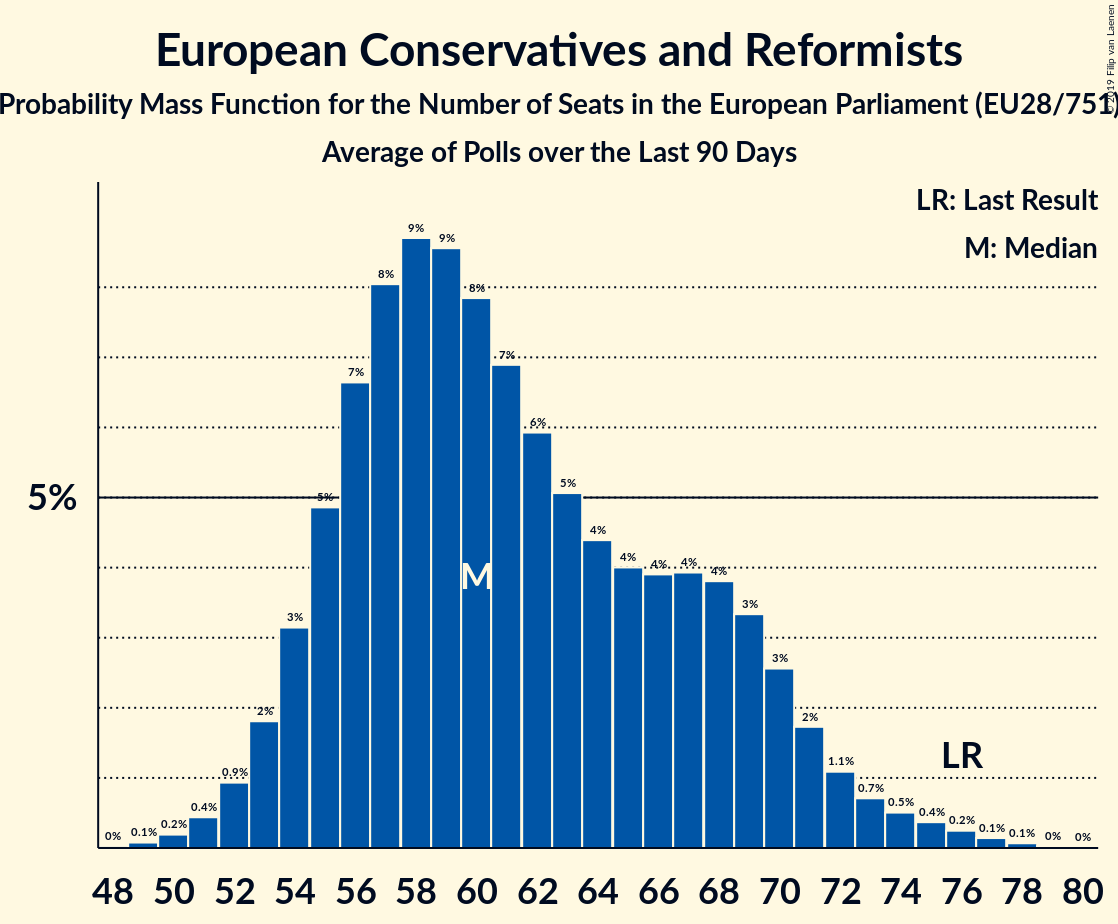 European Conservatives and Reformists
Probability Mass Function for the Number of Seats in the European Parliament (EU28/751)
Average of Polls over the Last 90 Days
© 2019 Filip van Laenen
LR: Last Result
M: Median
5%
0% 0.1% 0.2% 0.4% 0.9% 2% 3% 5% 7% 8% 9% 9% 8% 7% 6% 5% 4% 4% 4% 4% 4% 3% 3% 2% 1.1% 0.7% 0.5% 0.4% 0.2% 0.1% 0.1% 0% 0%
M
LR
48 50 52 54 56 58 60 62 64 66 68 70 72 74 76 78 80